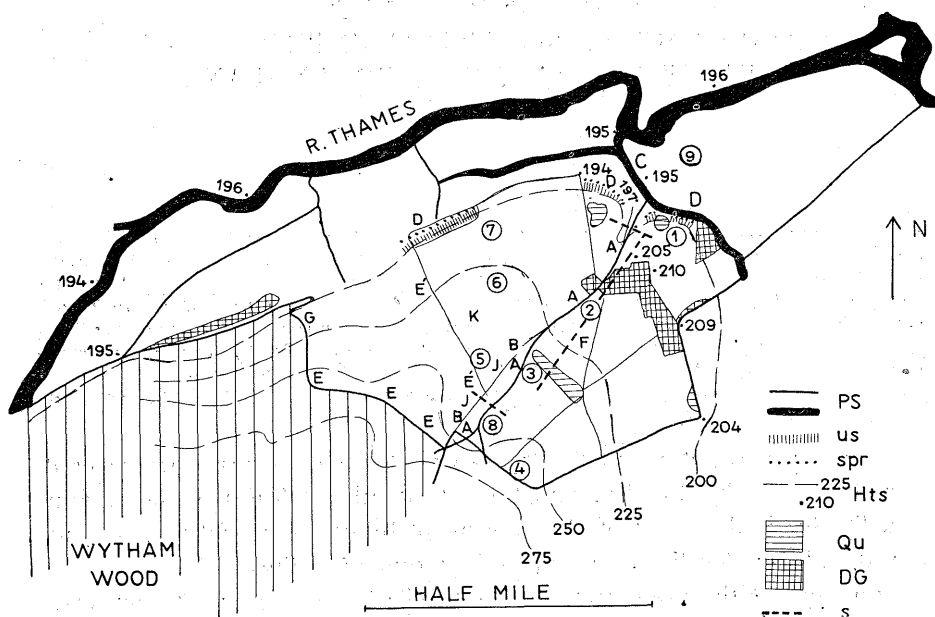 196
R. THAMES
195
C
9
N
196
194
D
197
195
D
D
1
7
A
205
194
210
E
6
A
2
G
K
209
195
B
F
5
J
A
3
E
E
E
J
PS
E
B
A
8
204
us
4
spr
200
225
Hts
210
225
250
WYTHAM
WOOD
275
Qu
DG
HALF MILE
s